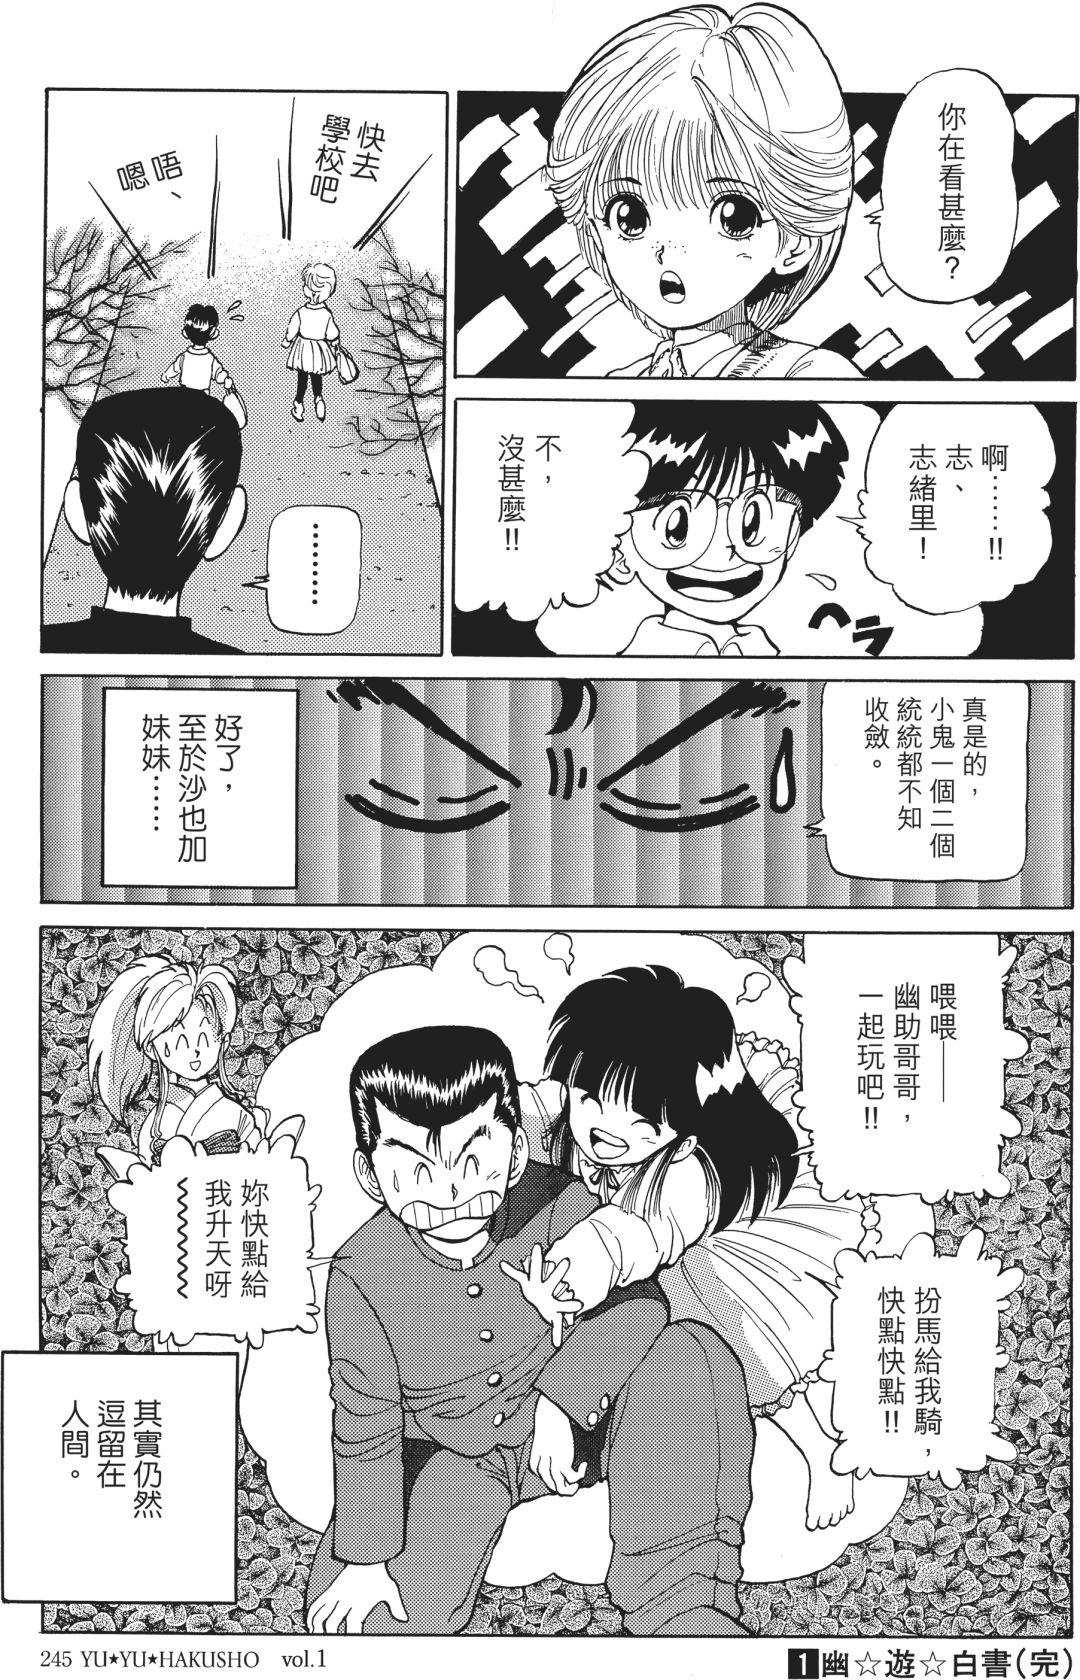 你在看甚麼？
啊⋯⋯!!
志、
志緒里！
不，
沒甚麼!!
ヘラ
快去
學校吧
唔、
嗯
⋯⋯⋯
真是的，
小鬼一個二個
統統都不知
收斂。
好了，
至於沙也加
妹妹⋯⋯
喂喂——
幽助哥哥，
一起玩吧!!
扮馬給我騎，
快點快點!!
妳快點給
我升天呀
其實仍然
逗留在
人間。
245 YU★YU★HAKUSHO vol.1
1幽☆遊☆白書(完)